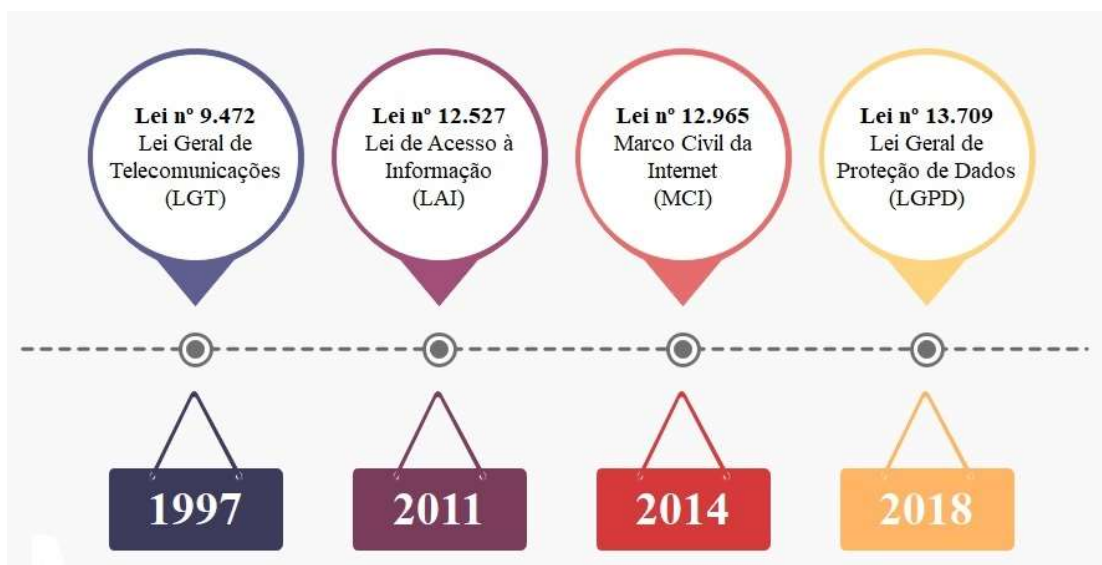 Lei nº 9.472
Lei Geral de
Telecomunicações
(LGT)
Lei nº 12.527
Lei de Acesso à
Informação
(LAI)
Lei nº 12.965
Marco Civil da
Internet
(MCI)
Lei nº 13.709
Lei Geral de
Proteção de Dados
(LGPD)
1997
2011
2014
2018